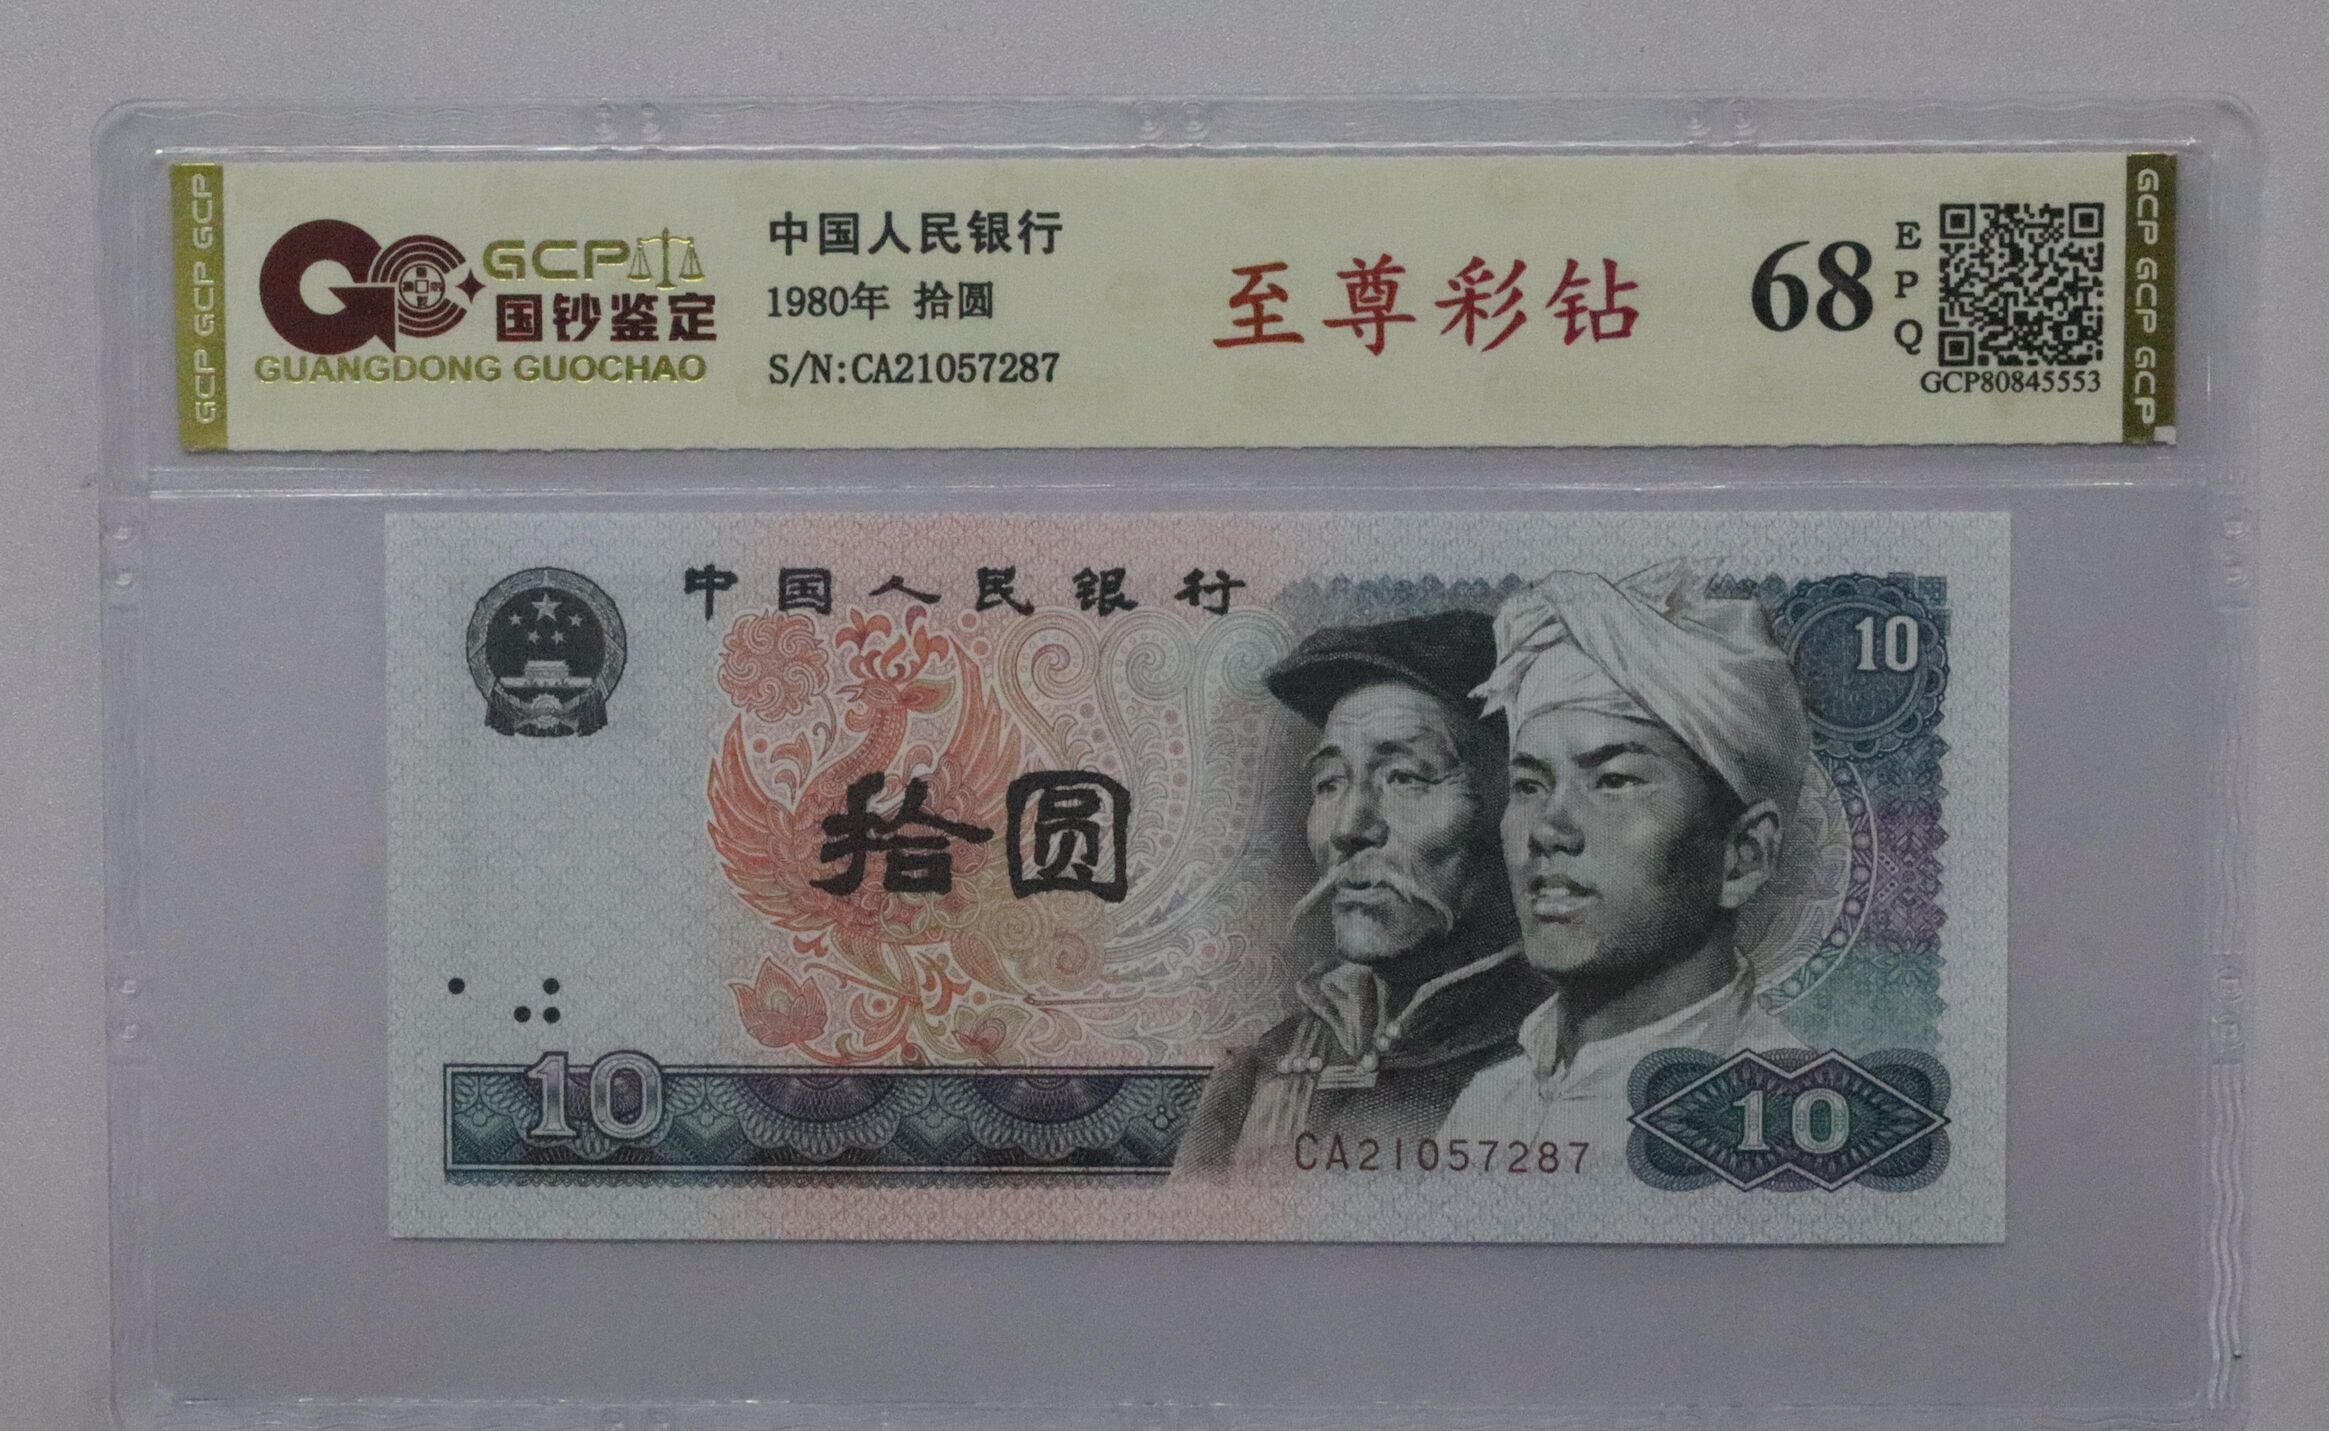 GCP GCP GCP
GCP
国钞鉴定
GUANGDONG GUOCHAO
中国人民银行
1980年 拾圆
S/N:CA21057287
至尊彩钻
68
EPQ
GCP80845553
GCP GCP GCP
中国人民银行
10
拾圆
10
CA21057287
10